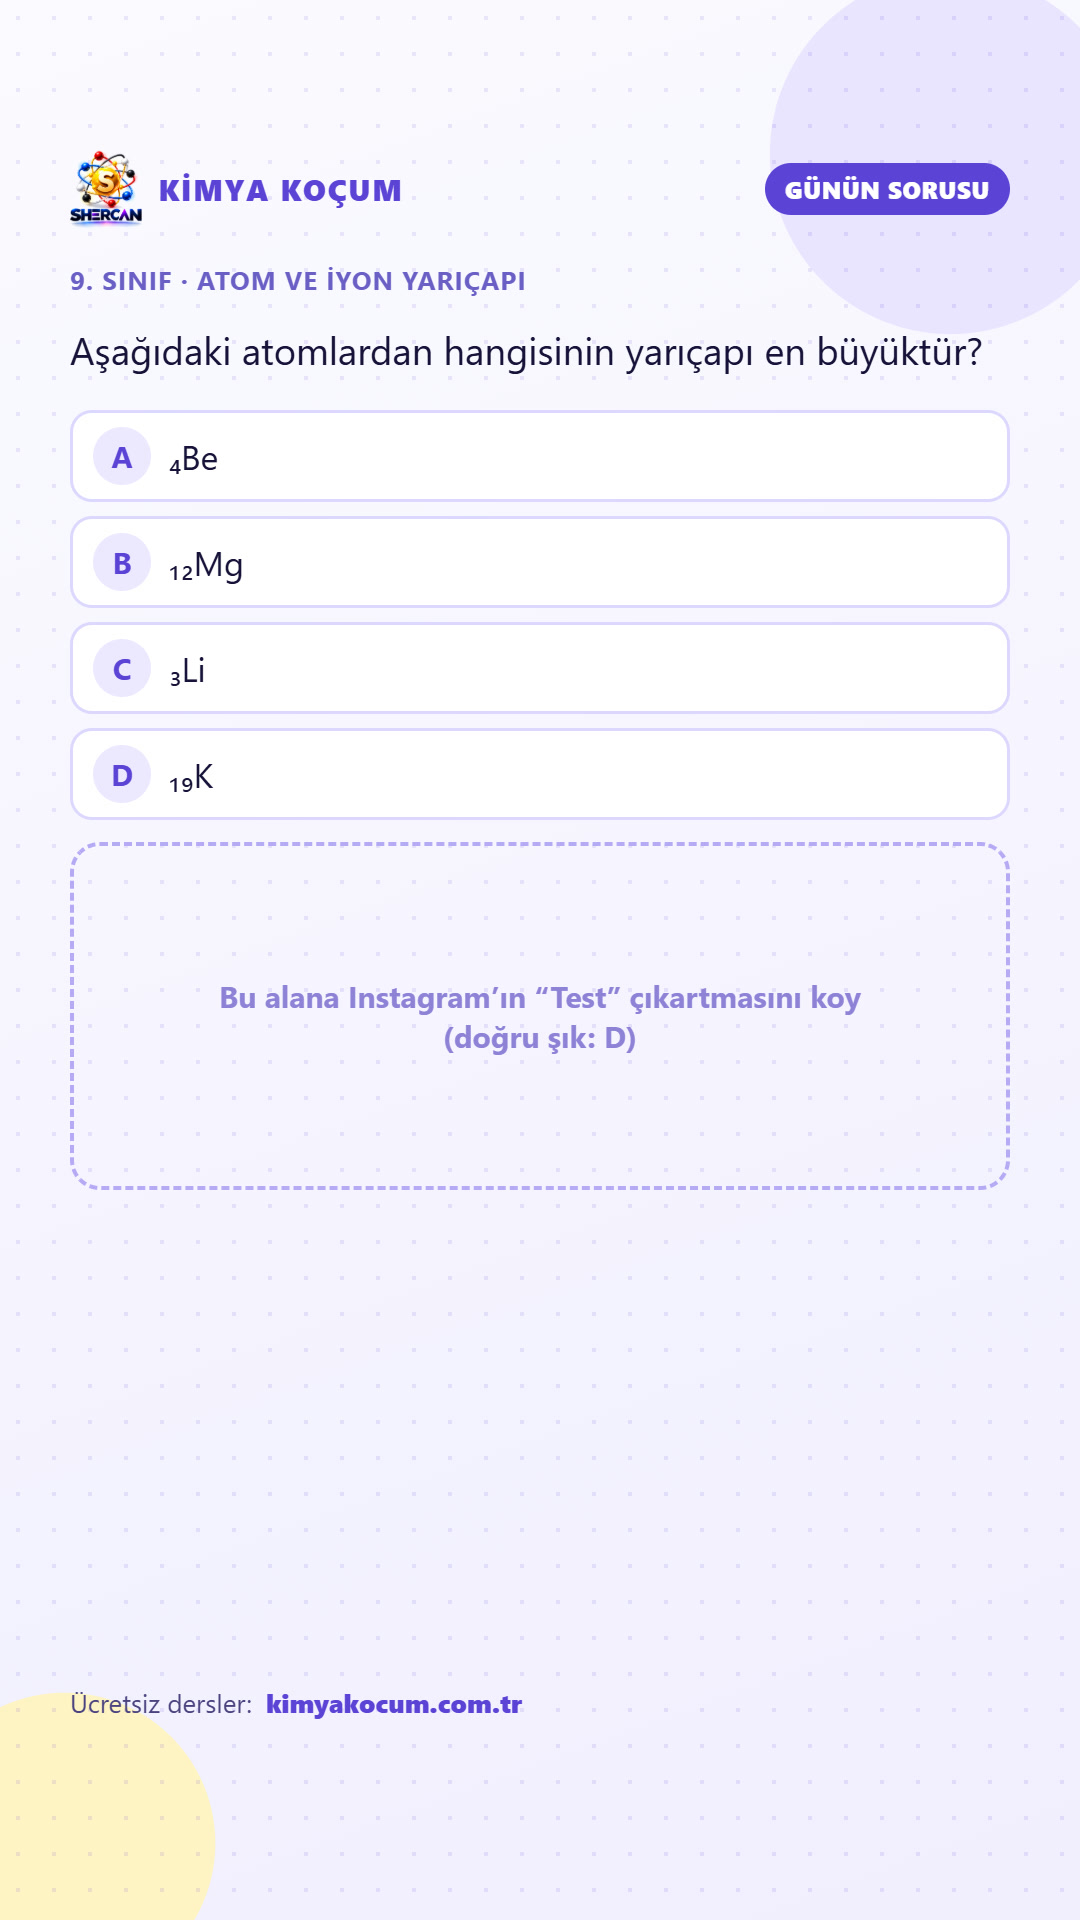 SHERCAN
KİMYA KOÇUM
GÜNÜN SORUSU
9. SINIF · ATOM VE İYON YARIÇAPI
Aşağıdaki atomlardan hangisinin yarıçapı en büyüktür?
A ₄Be
B ₁₂Mg
C ₃Li
D ₁₉K
Bu alana Instagram’ın “Test” çıkartmasını koy
(doğru şık: D)
Ücretsiz dersler: kimyakocum.com.tr